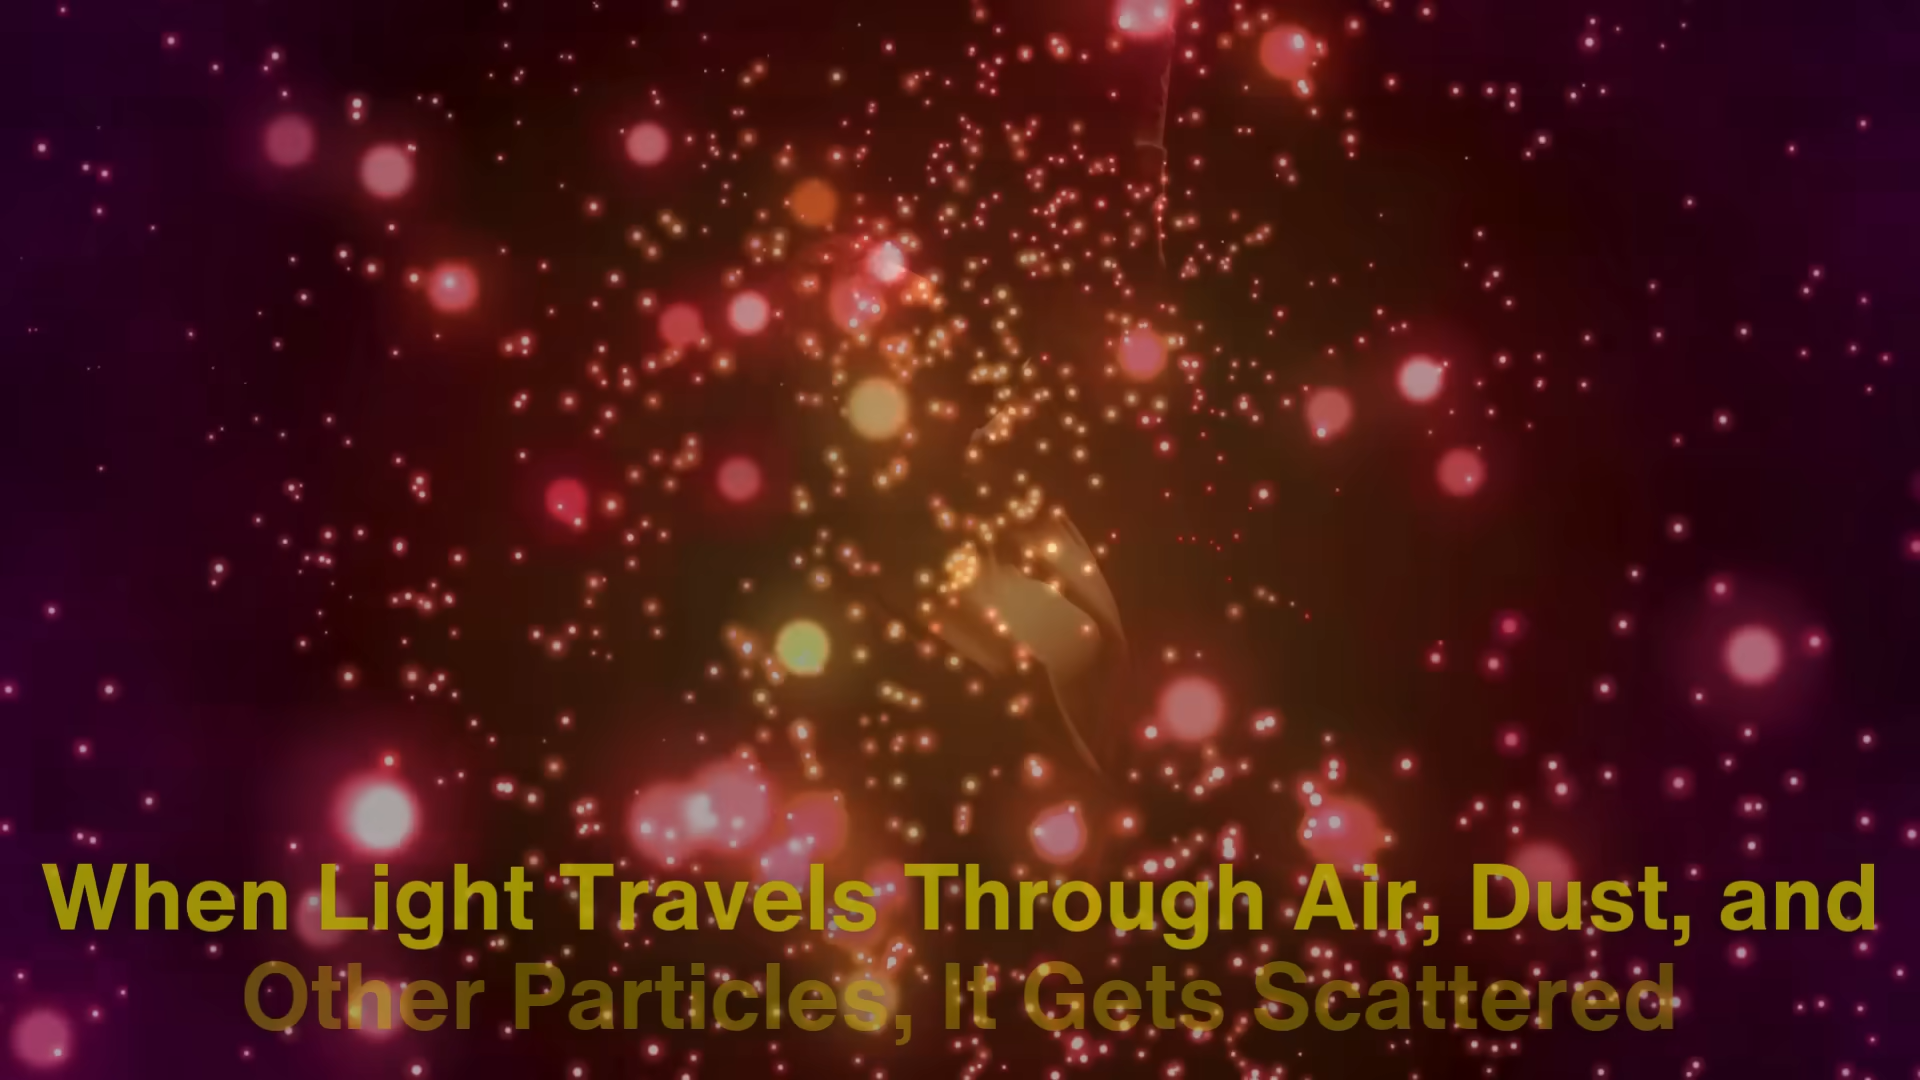 When Light Travels Through Air, Dust, and
Other Particles, It Gets Scattered